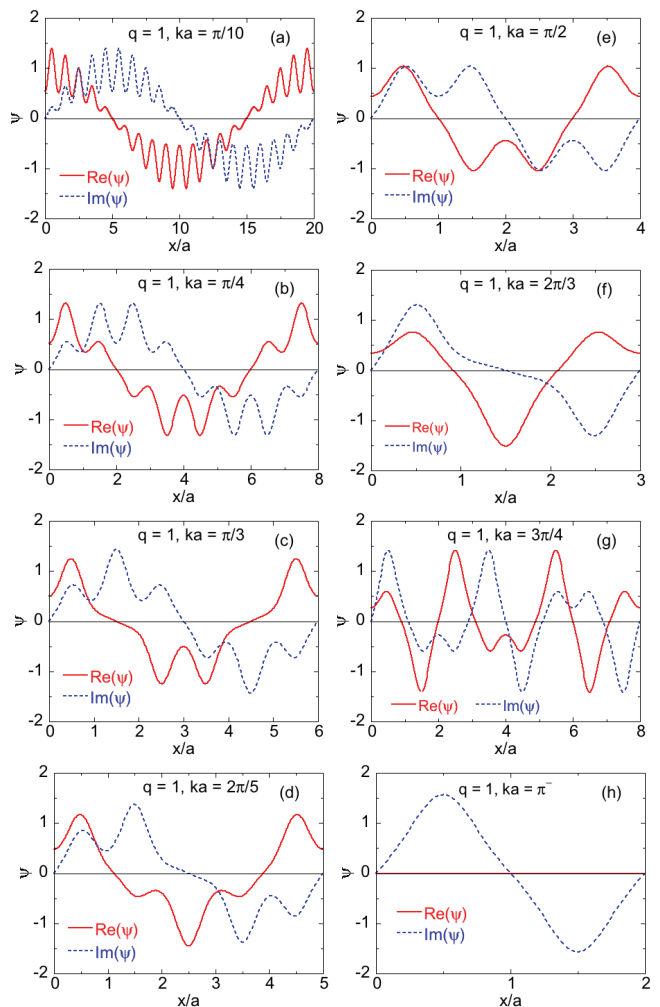 q = 1, ka = π/10 (a)
2
1
0
-1
-2
ψ
Re(ψ)
Im(ψ)
0 5 10 15 20
x/a
q = 1, ka = π/4 (b)
2
1
0
-1
-2
ψ
Re(ψ)
Im(ψ)
0 2 4 6 8
x/a
q = 1, ka = π/3 (c)
2
1
0
-1
-2
ψ
Re(ψ)
Im(ψ)
0 1 2 3 4 5 6
x/a
q = 1, ka = 2π/5 (d)
2
1
0
-1
-2
ψ
Re(ψ)
Im(ψ)
0 1 2 3 4 5
x/a
q = 1, ka = π/2 (e)
2
1
0
-1
-2
ψ
Re(ψ)
Im(ψ)
0 1 2 3 4
x/a
q = 1, ka = 2π/3 (f)
2
1
0
-1
-2
ψ
Re(ψ)
Im(ψ)
0 1 2 3
x/a
q = 1, ka = 3π/4 (g)
2
1
0
-1
-2
ψ
Re(ψ) Im(ψ)
0 2 4 6 8
x/a
q = 1, ka = π⁻ (h)
2
1
0
-1
-2
ψ
Re(ψ)
Im(ψ)
0 1 2
x/a